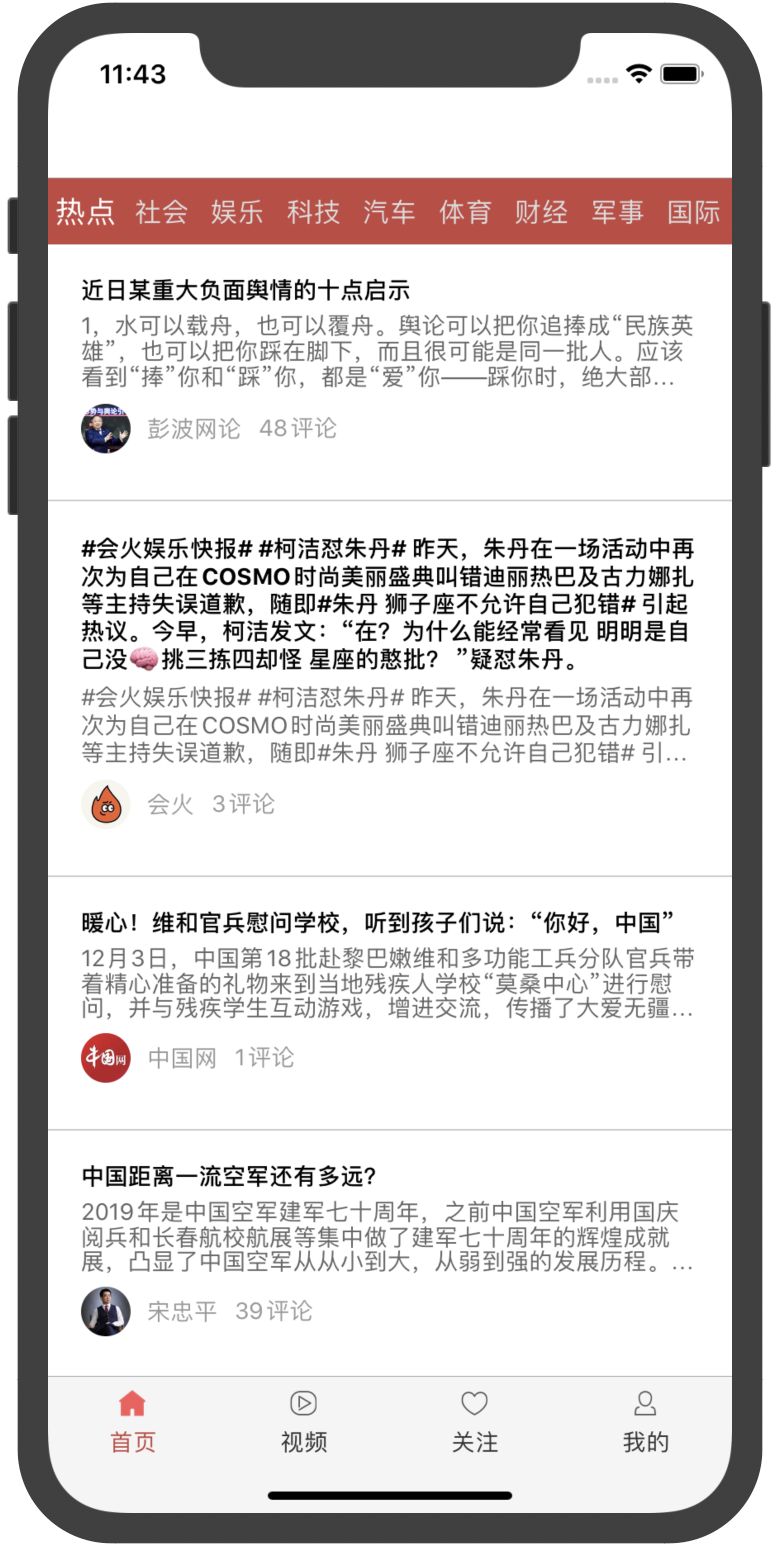 11:43
热点 社会 娱乐 科技 汽车 体育 财经 军事 国际
近日某重大负面舆情的十点启示
1，水可以载舟，也可以覆舟。舆论可以把你追捧成“民族英
雄”，也可以把你踩在脚下，而且很可能是同一批人。应该
看到“捧”你和“踩”你，都是“爱”你——踩你时，绝大部…
彭波网论 48评论
#会火娱乐快报# #柯洁怼朱丹# 昨天，朱丹在一场活动中再
次为自己在COSMO时尚美丽盛典叫错迪丽热巴及古力娜扎
等主持失误道歉，随即#朱丹 狮子座不允许自己犯错# 引起
热议。今早，柯洁发文：“在？为什么能经常看见 明明是自
己没🧠挑三拣四却怪 星座的憨批？ ”疑怼朱丹。
#会火娱乐快报# #柯洁怼朱丹# 昨天，朱丹在一场活动中再
次为自己在COSMO时尚美丽盛典叫错迪丽热巴及古力娜扎
等主持失误道歉，随即#朱丹 狮子座不允许自己犯错# 引…
会火 3评论
暖心！维和官兵慰问学校，听到孩子们说：“你好，中国”
12月3日，中国第18批赴黎巴嫩维和多功能工兵分队官兵带
着精心准备的礼物来到当地残疾人学校“莫桑中心”进行慰
问，并与残疾学生互动游戏，增进交流，传播了大爱无疆…
中国网
中国网 1评论
中国距离一流空军还有多远？
2019年是中国空军建军七十周年，之前中国空军利用国庆
阅兵和长春航校航展等集中做了建军七十周年的辉煌成就
展，凸显了中国空军从从小到大，从弱到强的发展历程。…
宋忠平 39评论
首页 视频 关注 我的